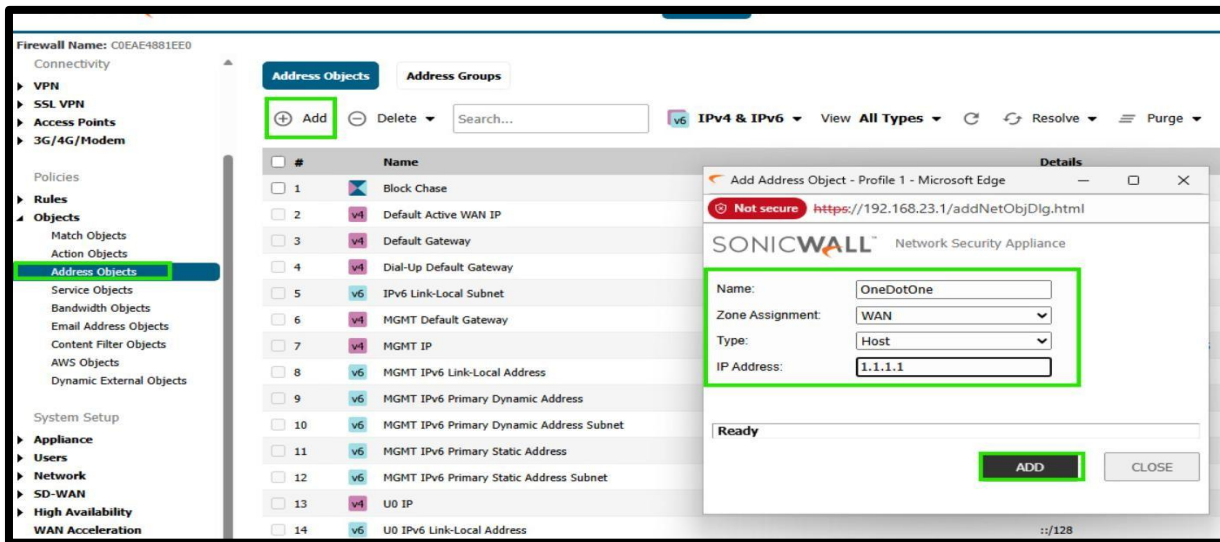 Firewall Name: C0EAE4881EE0
Connectivity
VPN
SSL VPN
Access Points
3G/4G/Modem
Policies
Rules
Objects
Match Objects
Action Objects
Address Objects
Service Objects
Bandwidth Objects
Email Address Objects
Content Filter Objects
AWS Objects
Dynamic External Objects
System Setup
Appliance
Users
Network
SD-WAN
High Availability
WAN Acceleration
Address Objects Address Groups
Add Delete Search... v6 IPv4 & IPv6 View All Types Resolve Purge
# Name Details
1 Block Chase
2 v4 Default Active WAN IP
3 v4 Default Gateway
4 v4 Dial-Up Default Gateway
5 v6 IPv6 Link-Local Subnet
6 v4 MGMT Default Gateway
7 v4 MGMT IP
8 v6 MGMT IPv6 Link-Local Address
9 v6 MGMT IPv6 Primary Dynamic Address
10 v6 MGMT IPv6 Primary Dynamic Address Subnet
11 v6 MGMT IPv6 Primary Static Address
12 v6 MGMT IPv6 Primary Static Address Subnet
13 v4 U0 IP
14 v6 U0 IPv6 Link-Local Address ::/128
Add Address Object - Profile 1 - Microsoft Edge
Not secure https://192.168.23.1/addNetObjDlg.html
SONICWALL™ Network Security Appliance
Name: OneDotOne
Zone Assignment: WAN
Type: Host
IP Address: 1.1.1.1
Ready
ADD CLOSE